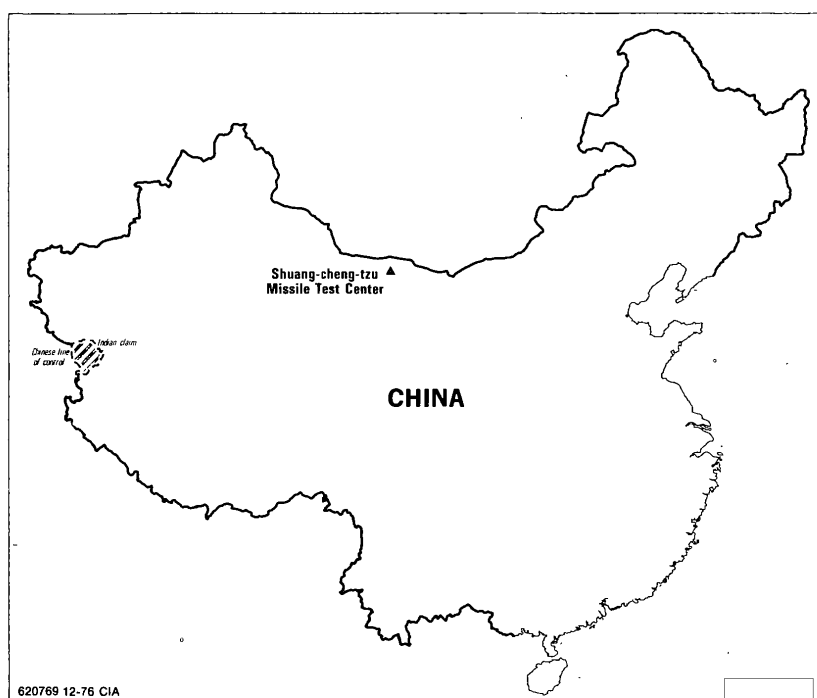 Shuang-cheng-tzu
Missile Test Center
Indian claim
Chinese line
of control
CHINA
620769 12-76 CIA